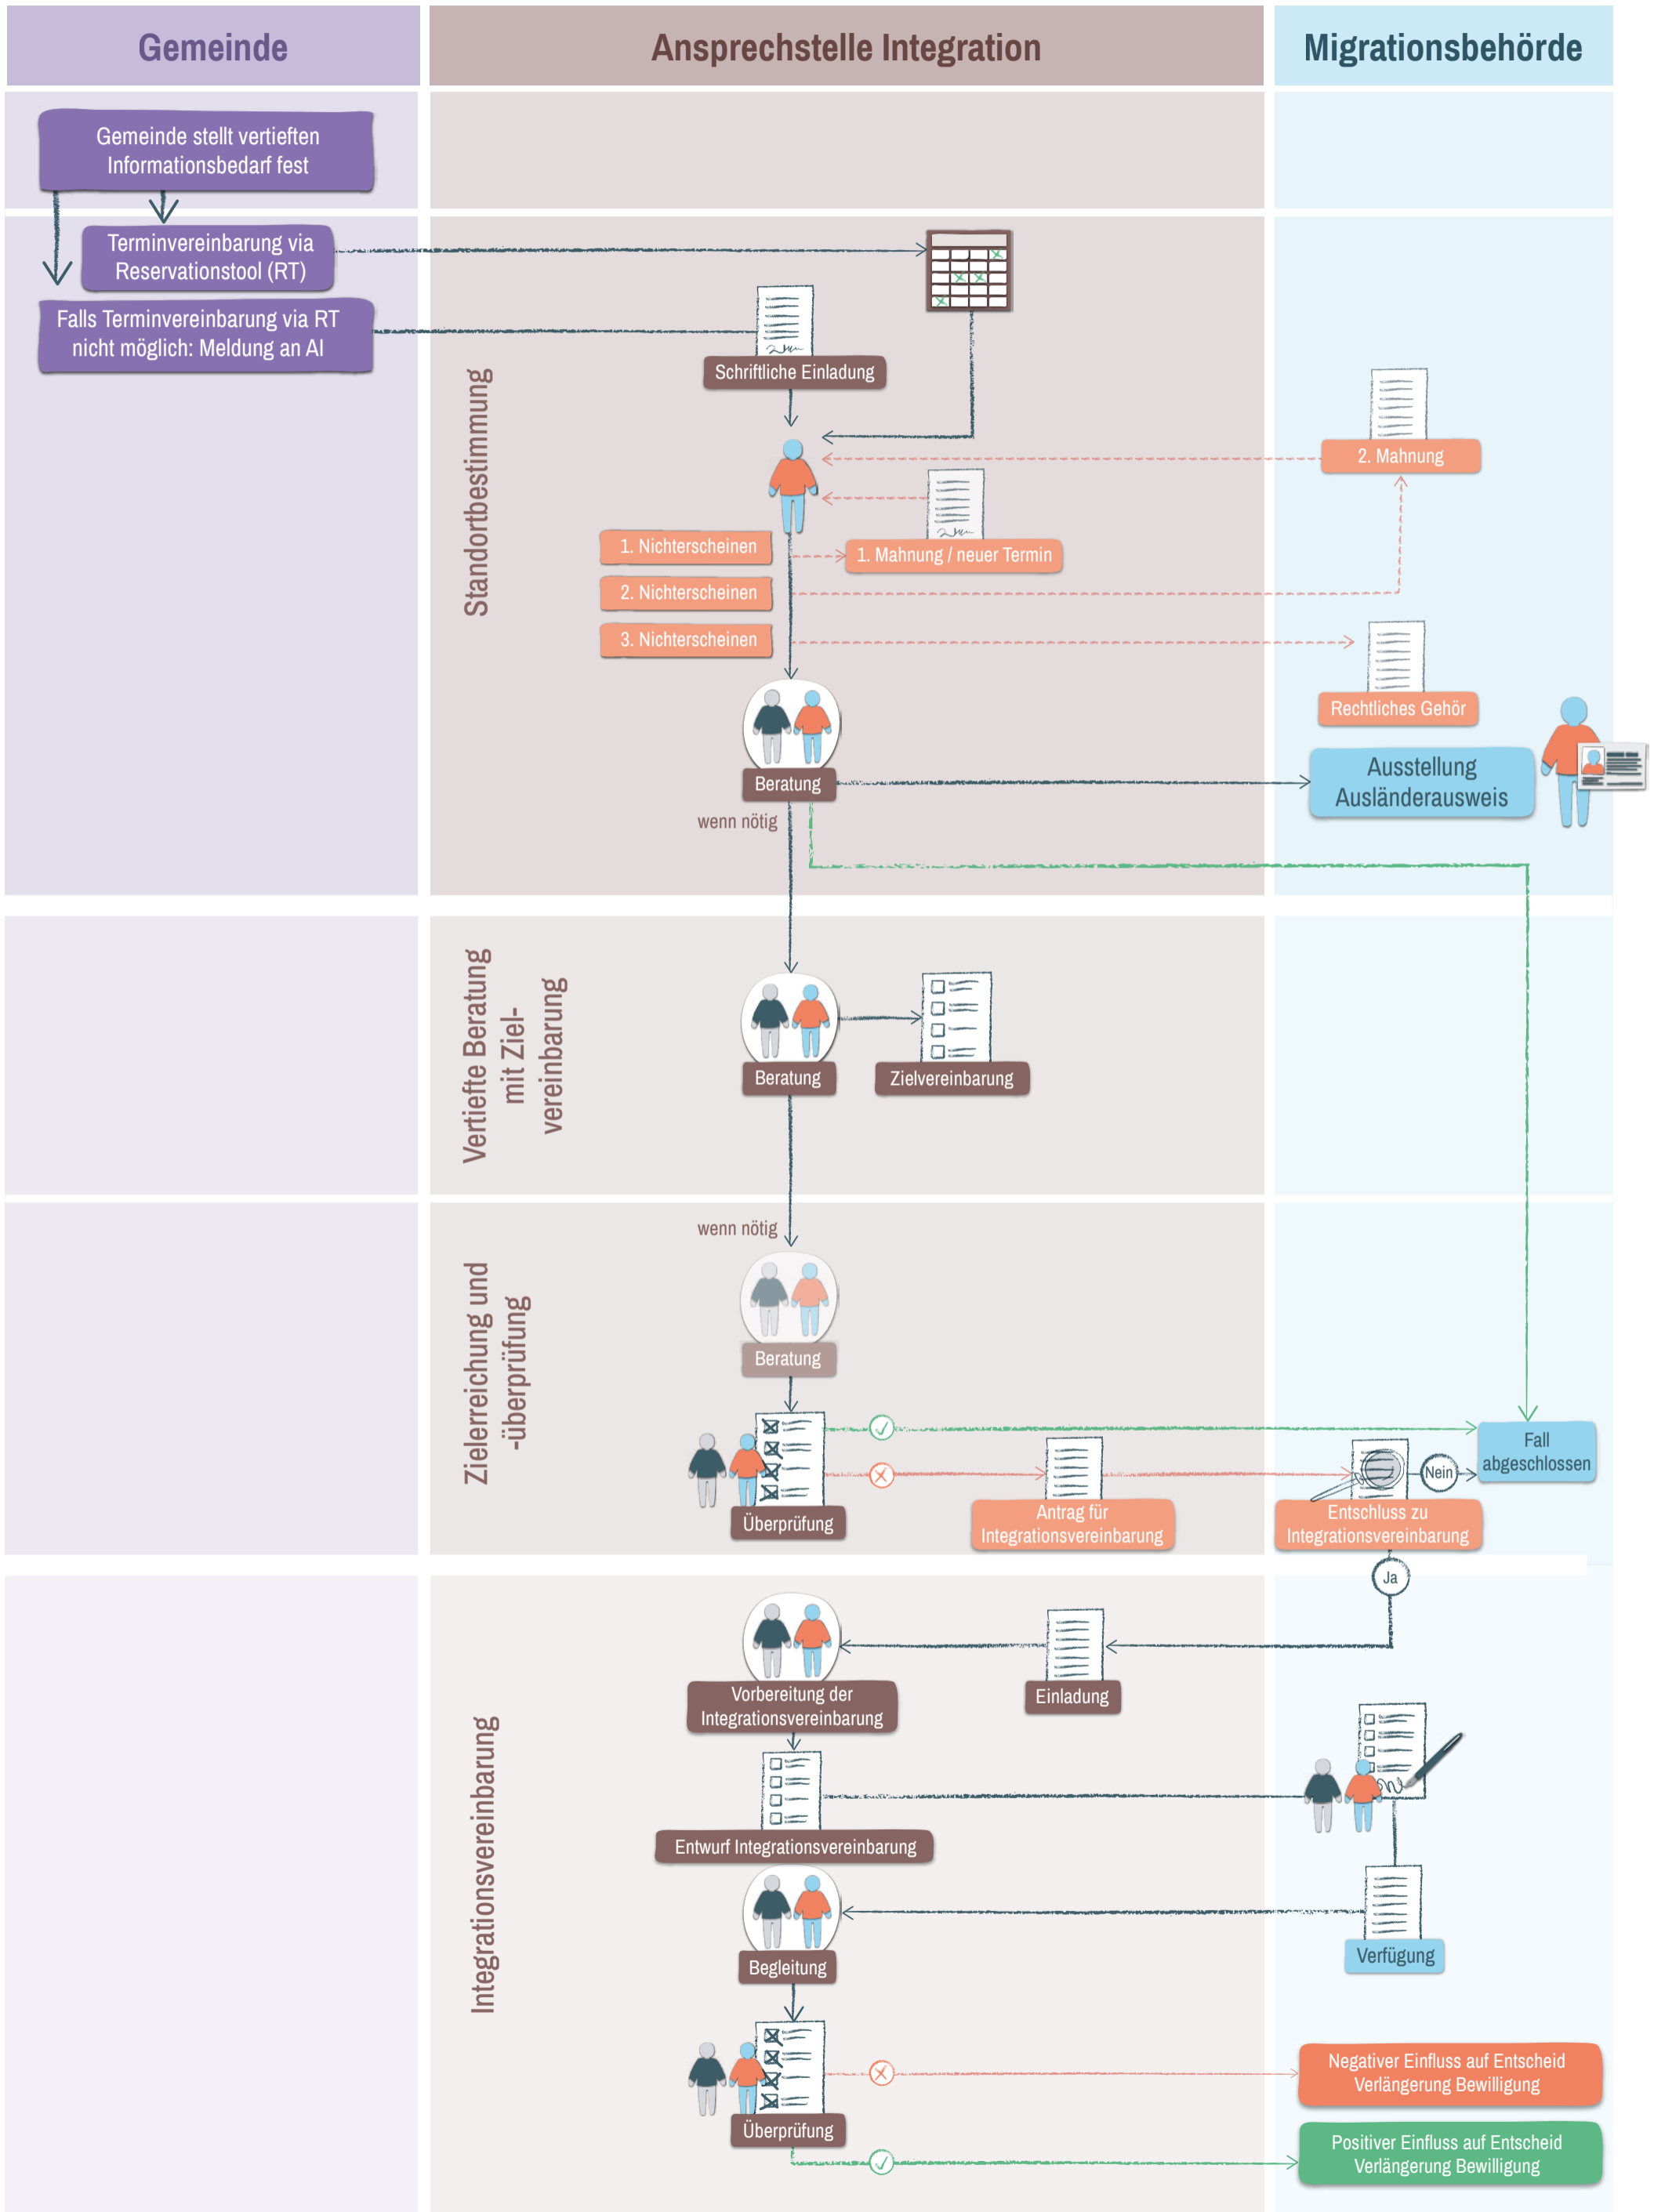 Gemeinde
Ansprechstelle Integration
Migrationsbehörde
Gemeinde stellt vertieften
Informationsbedarf fest
Terminvereinbarung via
Reservationstool (RT)
Falls Terminvereinbarung via RT
nicht möglich: Meldung an AI
Standortbestimmung
Schriftliche Einladung
2. Mahnung
1. Nichterscheinen
1. Mahnung / neuer Termin
2. Nichterscheinen
3. Nichterscheinen
Rechtliches Gehör
Beratung
Ausstellung
Ausländerausweis
wenn nötig
Vertiefte Beratung
mit Ziel-
vereinbarung
Beratung
Zielvereinbarung
Zielerreichung und
-überprüfung
wenn nötig
Beratung
Überprüfung
Antrag für
Integrationsvereinbarung
Entschluss zu
Integrationsvereinbarung
Nein
Fall
abgeschlossen
Ja
Integrationsvereinbarung
Vorbereitung der
Integrationsvereinbarung
Einladung
Entwurf Integrationsvereinbarung
Begleitung
Verfügung
Überprüfung
Negativer Einfluss auf Entscheid
Verlängerung Bewilligung
Positiver Einfluss auf Entscheid
Verlängerung Bewilligung